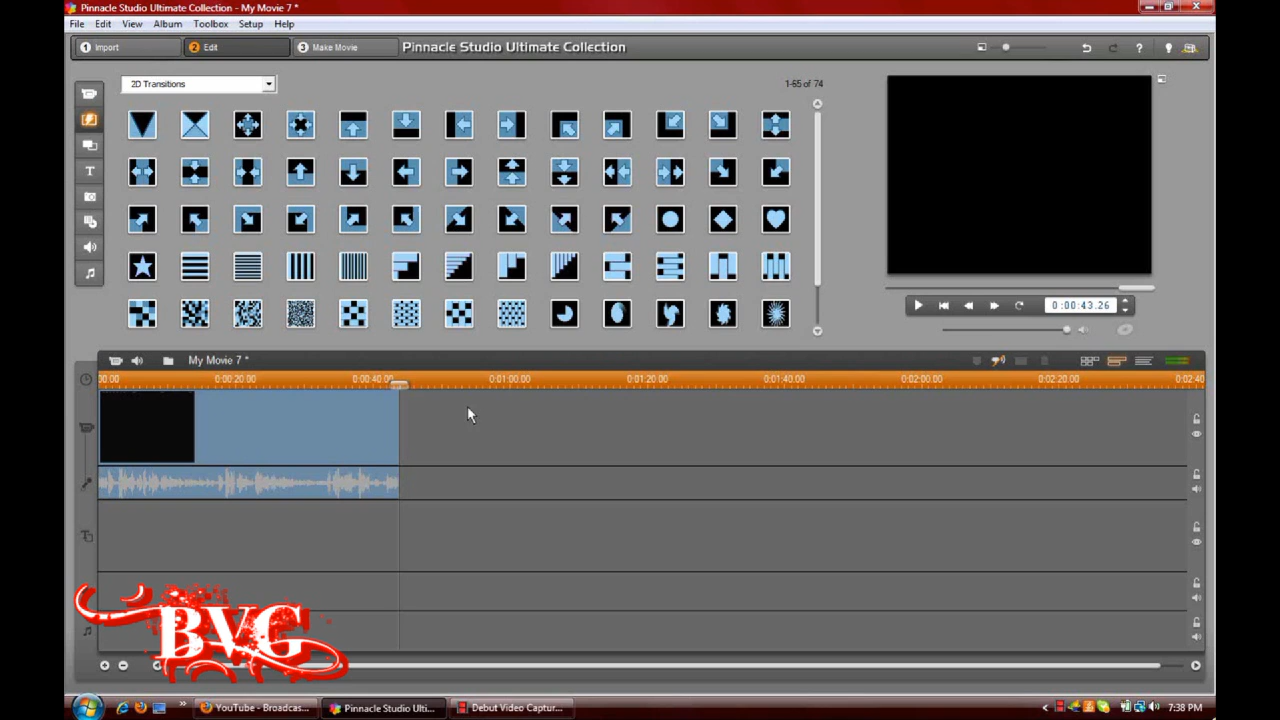 Pinnacle Studio Ultimate Collection - My Movie 7 *
File Edit View Album Toolbox Setup Help
1 Import 2 Edit 3 Make Movie Pinnacle Studio Ultimate Collection ?
2D Transitions 1-65 of 74
T
0:00:43.26
My Movie 7 *
00.00 0:00:20.00 0:00:40.00 0:01:00.00 0:01:20.00 0:01:40.00 0:02:00.00 0:02:20.00 0:02:40
BVG
YouTube - Broadcas... Pinnacle Studio Ulti... Debut Video Captur... 7:38 PM